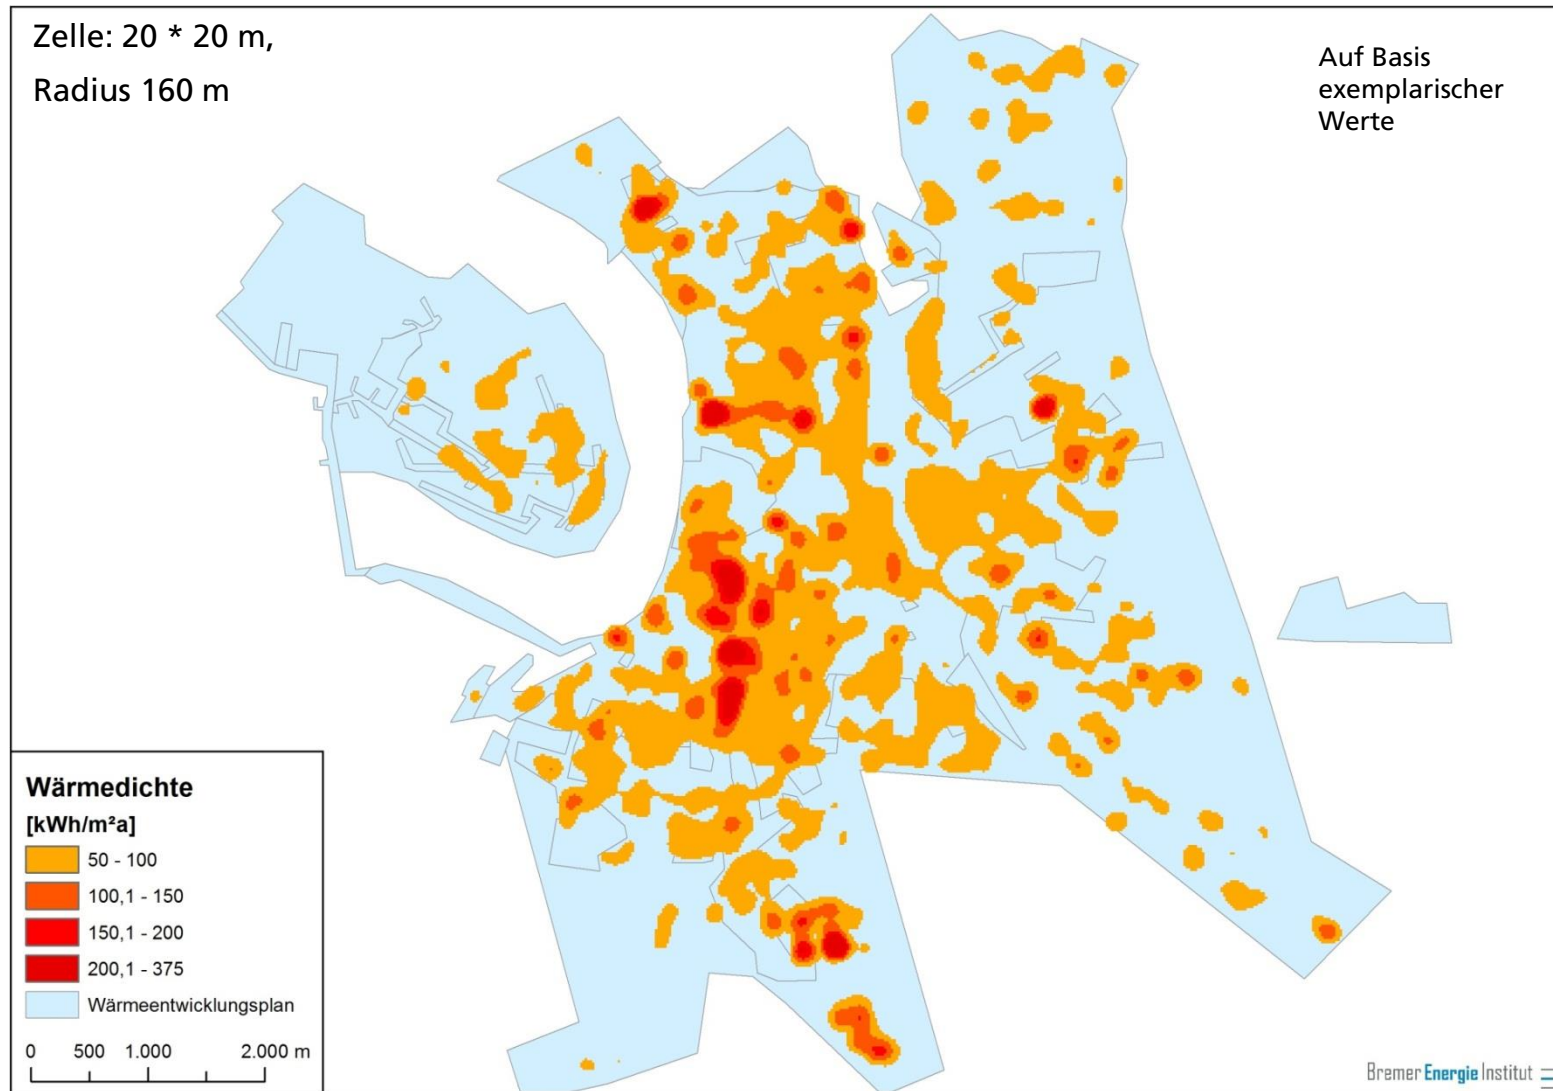 Zelle: 20 * 20 m,
Radius 160 m
Auf Basis
exemplarischer
Werte
Wärmedichte
[kWh/m²a]
50 - 100
100,1 - 150
150,1 - 200
200,1 - 375
Wärmeentwicklungsplan
0 500 1.000 2.000 m
Bremer Energie Institut